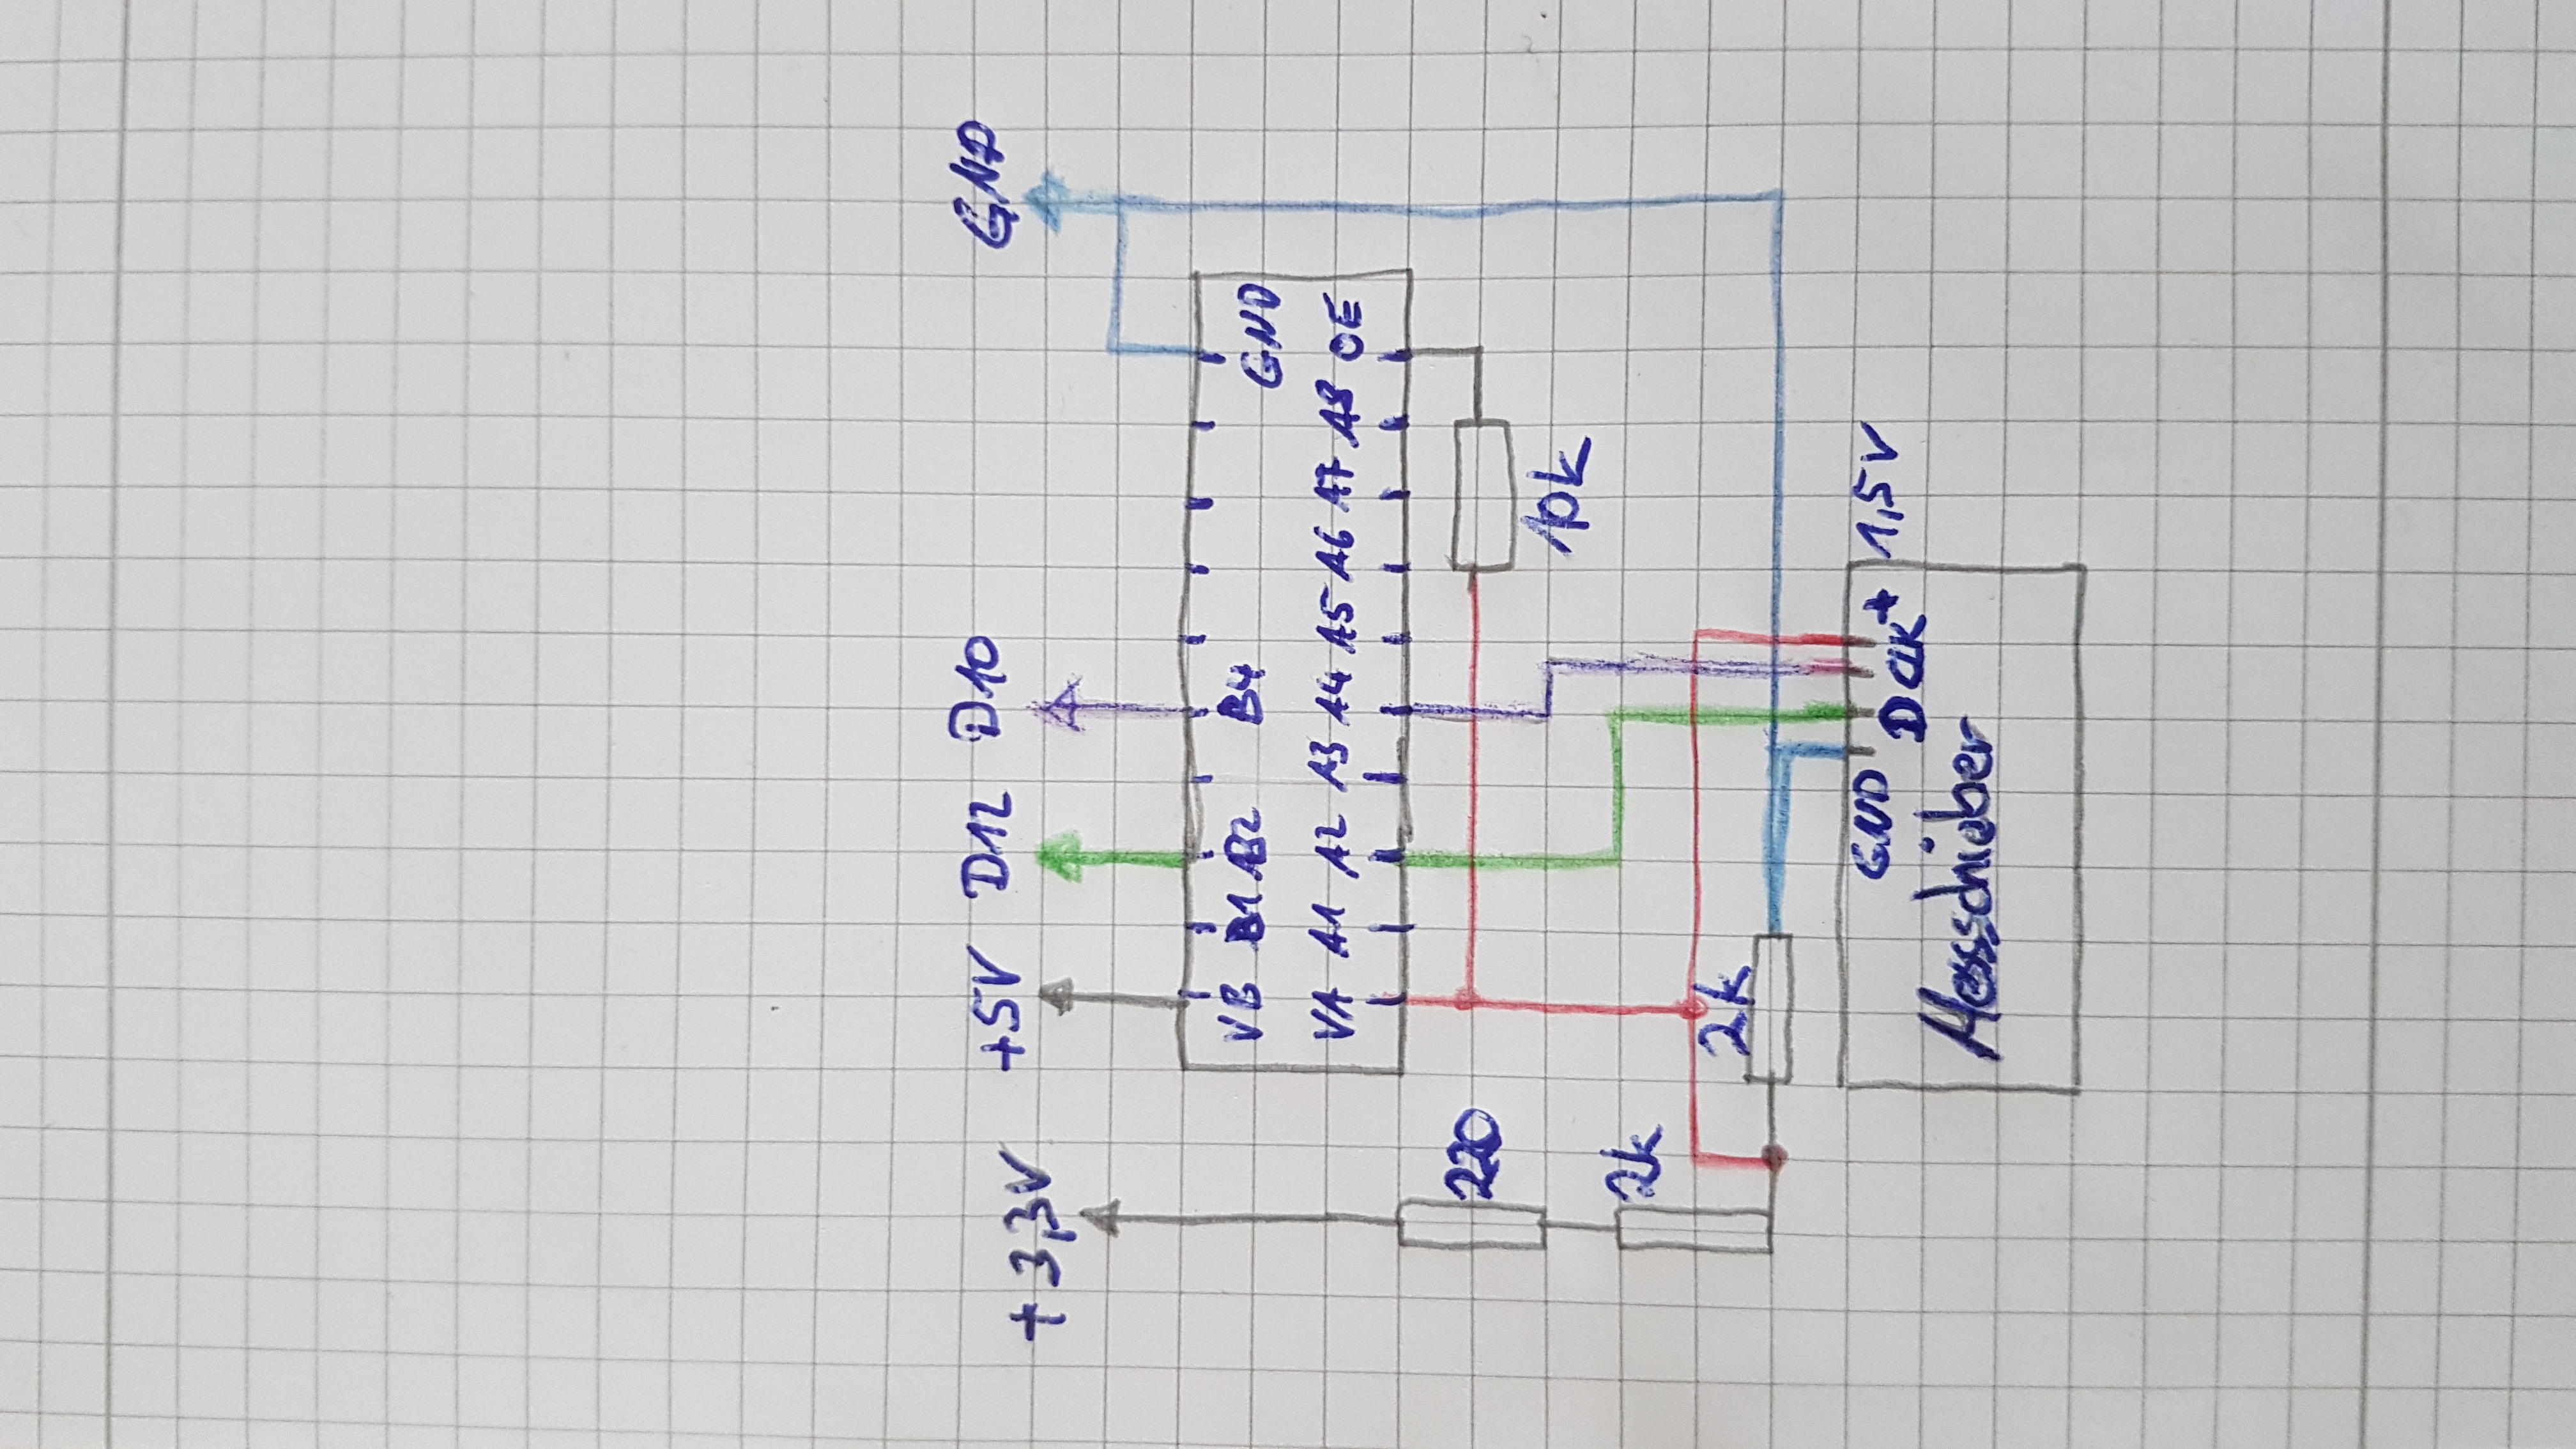 +5V D12 D10 GND
+3,3V
VB B1 B2 B4 GND
VA A1 A2 A3 A4 A5 A6 A7 A8 OE
220
10k
2k
2k
GND D CLK + 1,5V
Messschieber